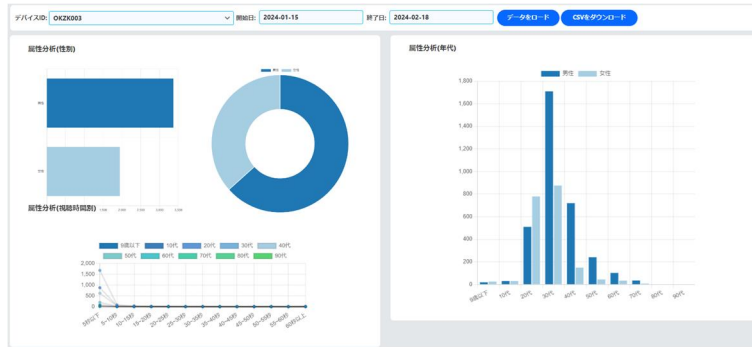 デバイスID: OKZK003 開始日: 2024-01-15 終了日: 2024-02-18 データをロード CSVをダウンロード
属性分析(性別)
男性 女性
男性
女性
属性分析(視聴時間別)
9歳以下 10代 20代 30代 40代
50代 60代 70代 80代 90代
2,000
1,500
1,000
500
0
5秒以下 5~10秒 10~15秒 15~20秒 20~25秒 25~30秒 30~35秒 35~40秒 40~45秒 45~50秒 50~55秒 55~60秒 60秒以上
属性分析(年代)
男性 女性
1,800
1,600
1,400
1,200
1,000
800
600
400
200
0
9歳以下 10代 20代 30代 40代 50代 60代 70代 80代 90代